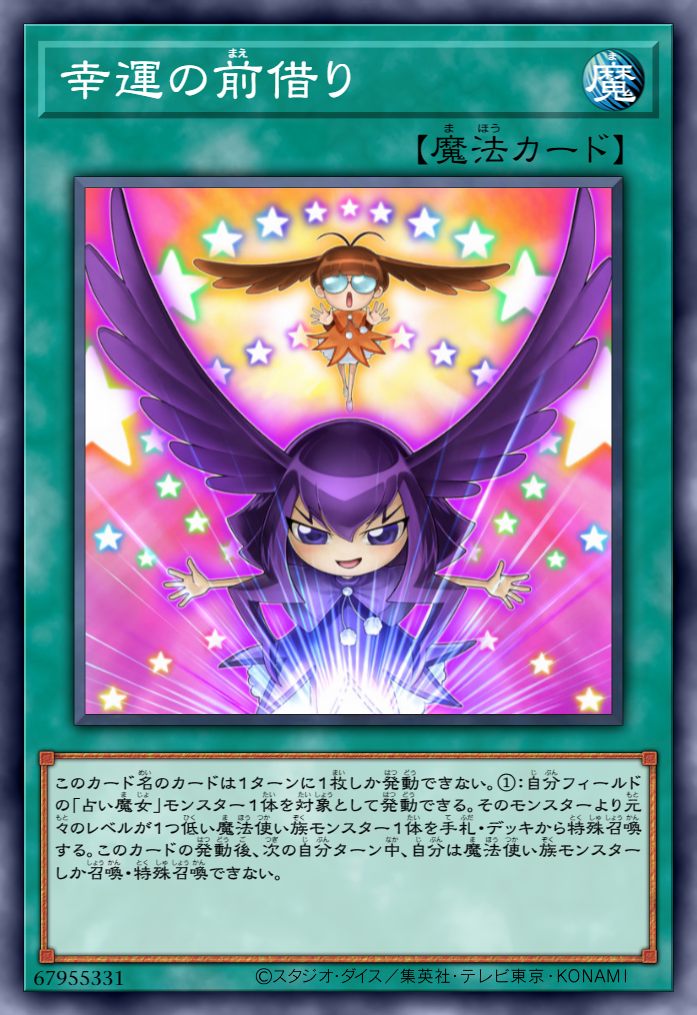 幸運の前借り
魔
【魔法カード】
このカード名のカードは1ターンに1枚しか発動できない。①:自分フィールド
の「占い魔女」モンスター1体を対象として発動できる。そのモンスターより元
々のレベルが1つ低い魔法使い族モンスター1体を手札・デッキから特殊召喚
する。このカードの発動後、次の自分ターン中、自分は魔法使い族モンスター
しか召喚・特殊召喚できない。
67955331
©スタジオ・ダイス/集英社・テレビ東京・KONAMI